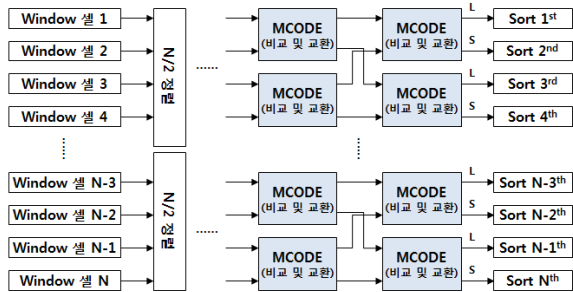 Window 셀 1
Window 셀 2
Window 셀 3
Window 셀 4
N/2 정렬
......
MCODE
(비교 및 교환)
MCODE
(비교 및 교환)
MCODE
(비교 및 교환)
MCODE
(비교 및 교환)
L
S
L
S
Sort 1st
Sort 2nd
Sort 3rd
Sort 4th
Window 셀 N-3
Window 셀 N-2
Window 셀 N-1
Window 셀 N
N/2 정렬
......
MCODE
(비교 및 교환)
MCODE
(비교 및 교환)
MCODE
(비교 및 교환)
MCODE
(비교 및 교환)
L
S
L
S
Sort N-3th
Sort N-2th
Sort N-1th
Sort Nth